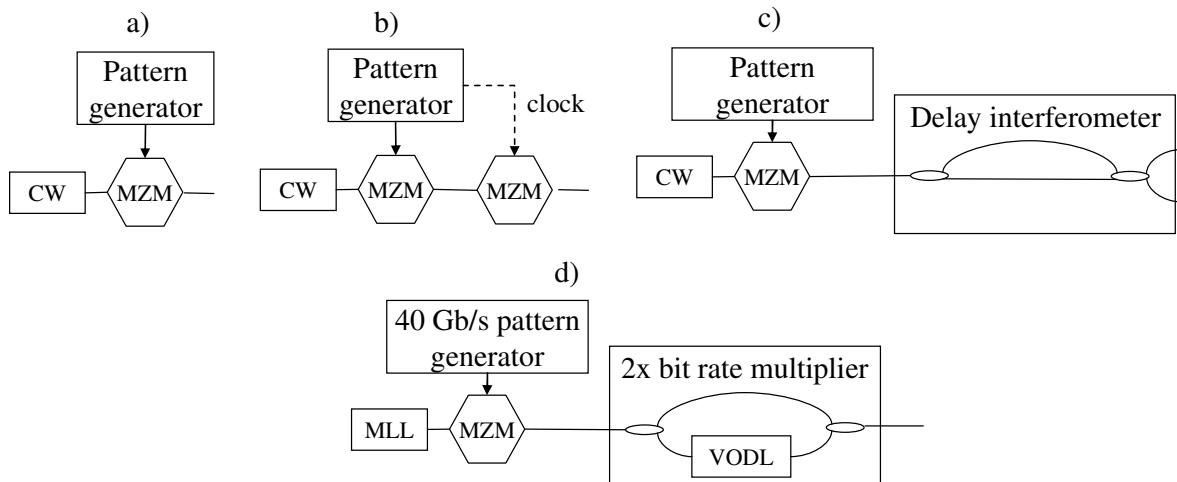 a)
Pattern
generator
CW
MZM
b)
Pattern
generator
clock
CW
MZM
MZM
c)
Pattern
generator
CW
MZM
Delay interferometer
d)
40 Gb/s pattern
generator
MLL
MZM
2x bit rate multiplier
VODL